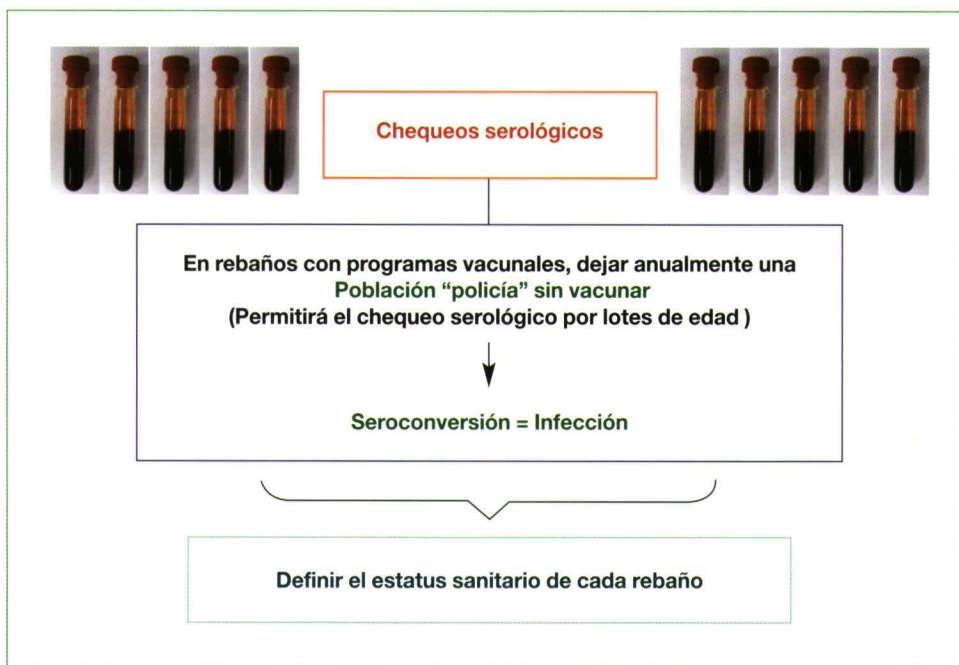 Chequeos serológicos
En rebaños con programas vacunales, dejar anualmente una
Población “policía” sin vacunar
(Permitirá el chequeo serológico por lotes de edad )
Seroconversión = Infección
Definir el estatus sanitario de cada rebaño